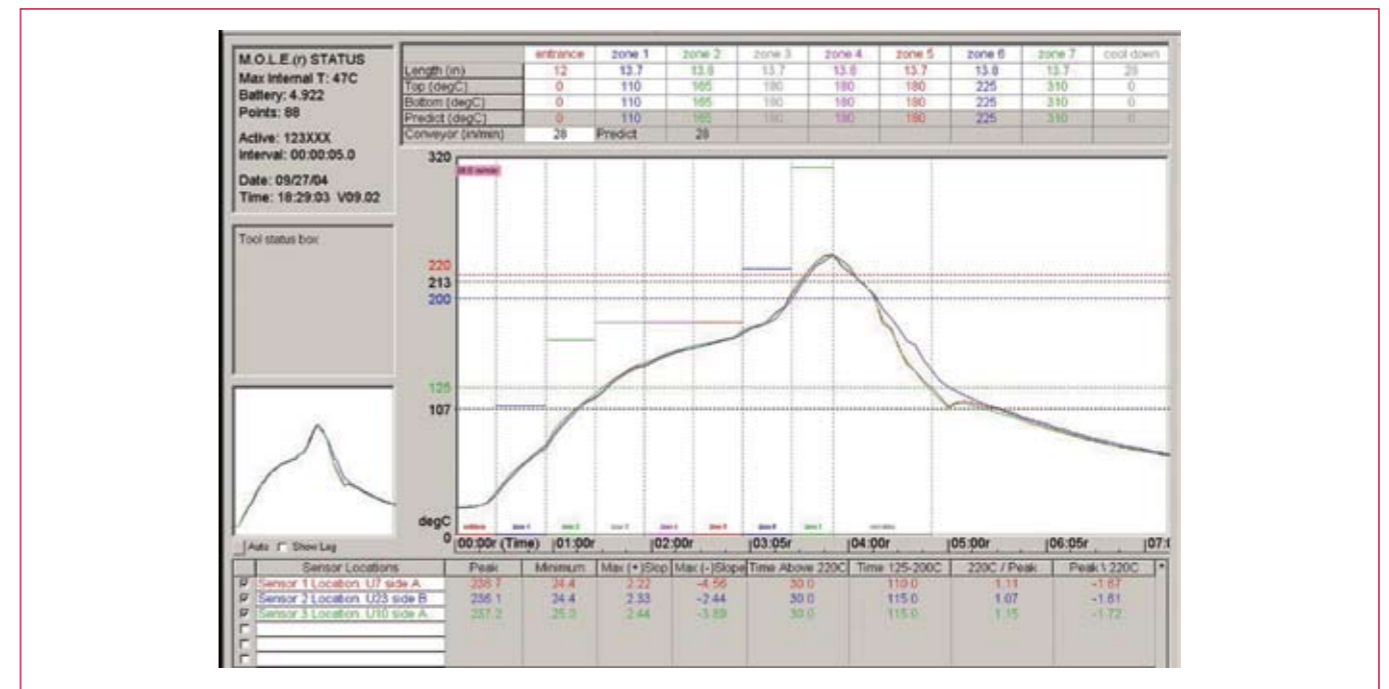 M.O.L.E.(r) STATUS
Max Internal T: 47C
Battery: 4.922
Points: 88
Active: 123XXX
Interval: 00:00:05.0
Date: 09/27/04
Time: 18:29:03 V09.02
entrance zone 1 zone 2 zone 3 zone 4 zone 5 zone 6 zone 7 cool down
Length (in) 12 13.7 13.8 13.7 13.8 13.7 13.8 13.7 28
Top (degC) 0 110 165 180 180 180 225 310 0
Bottom (degC) 0 110 165 180 180 180 225 310 0
Predict (degC) 0 110 165 180 180 180 225 310 0
Conveyor (in/min) 28 Predict 28
Tool status box
320
220
213
200
125
107
degC
0
00:00r (Time) 01:00r 02:00r 03:05r 04:00r 05:00r 06:05r 07:
Auto Show Lag
Sensor Locations Peak Minimum Max (+)Slop Max (-)Slope Time Above 220C Time 125-200C 220C / Peak Peak \ 220C
Sensor 1 Location. U7 side A 24.4 2.22 -4.56 30.0 110.0 1.11 -1.67
Sensor 2 Location. U23 side B 236.1 24.4 2.33 -2.44 30.0 115.0 1.07 -1.61
Sensor 3 Location. U10 side A 237.2 2.44 30.0 115.0 1.15 -1.72